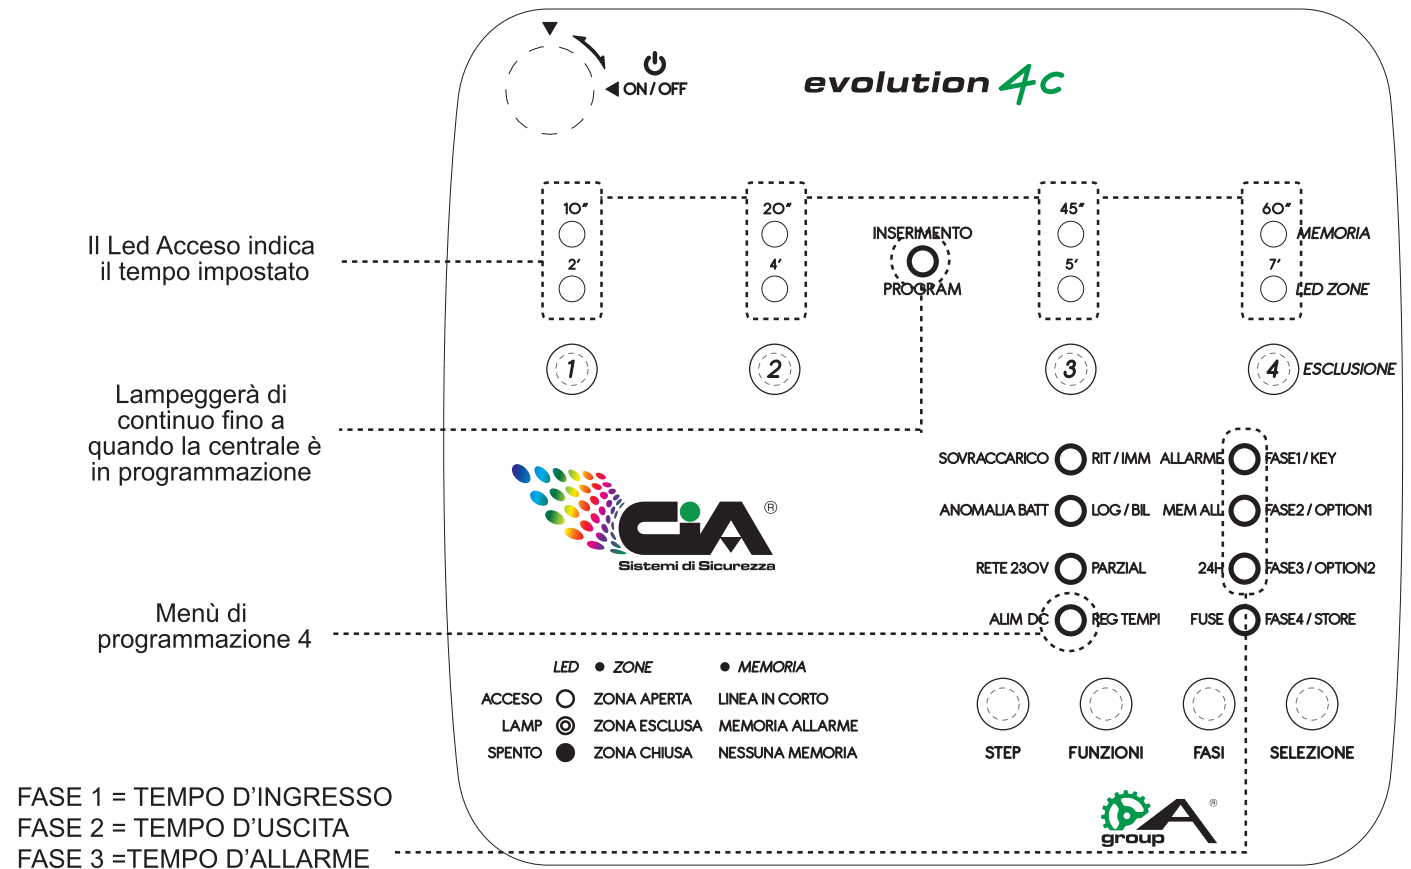 ON / OFF
evolution 4c
10” 20” 45” 60”
INSERIMENTO
MEMORIA
2’ 4’ 5’ 7’
PROGRAM
LED ZONE
1 2 3 4 ESCLUSIONE
Il Led Acceso indica
il tempo impostato
Lampeggerà di
continuo fino a
quando la centrale è
in programmazione
Menù di
programmazione 4
SOVRACCARICO RIT / IMM ALLARME FASE1 / KEY
ANOMALIA BATT LOG / BIL MEM ALL FASE2 / OPTION1
RETE 230V PARZIAL 24H FASE3 / OPTION2
ALIM DC REG TEMPI FUSE FASE4 / STORE
CiA ®
Sistemi di Sicurezza
LED ZONE MEMORIA
ACCESO ZONA APERTA LINEA IN CORTO
LAMP ZONA ESCLUSA MEMORIA ALLARME
SPENTO ZONA CHIUSA NESSUNA MEMORIA
STEP FUNZIONI FASI SELEZIONE
group A ®
FASE 1 = TEMPO D’INGRESSO
FASE 2 = TEMPO D’USCITA
FASE 3 =TEMPO D’ALLARME